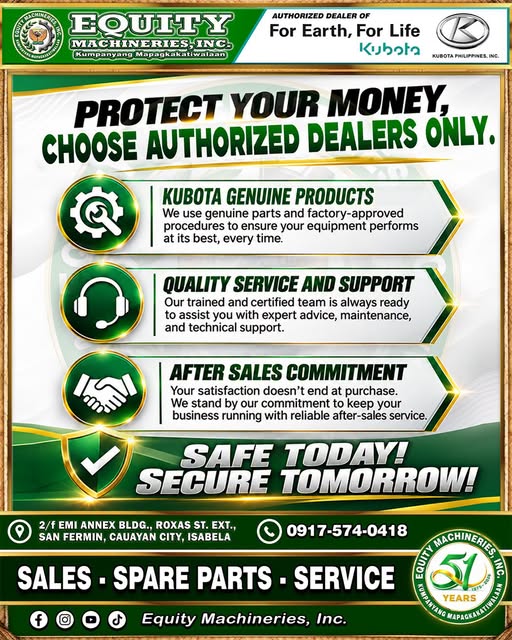 EQUITY
MACHINERIES, INC.
Kumpanyang Mapagkakatiwalaan
AUTHORIZED DEALER OF
For Earth, For Life
Kubota
KUBOTA PHILIPPINES, INC.
PROTECT YOUR MONEY,
CHOOSE AUTHORIZED DEALERS ONLY.
KUBOTA GENUINE PRODUCTS
We use genuine parts and factory-approved
procedures to ensure your equipment performs
at its best, every time.
QUALITY SERVICE AND SUPPORT
Our trained and certified team is always ready
to assist you with expert advice, maintenance,
and technical support.
AFTER SALES COMMITMENT
Your satisfaction doesn't end at purchase.
We stand by our commitment to keep your
business running with reliable after-sales service.
SAFE TODAY!
SECURE TOMORROW!
2/f EMI ANNEX BLDG., ROXAS ST. EXT.,
SAN FERMIN, CAUAYAN CITY, ISABELA
0917-574-0418
SALES - SPARE PARTS - SERVICE
EQUITY MACHINERIES, INC.
51
YEARS
KUMPANYANG MAPAGKAKATIWALAAN
Equity Machineries, Inc.